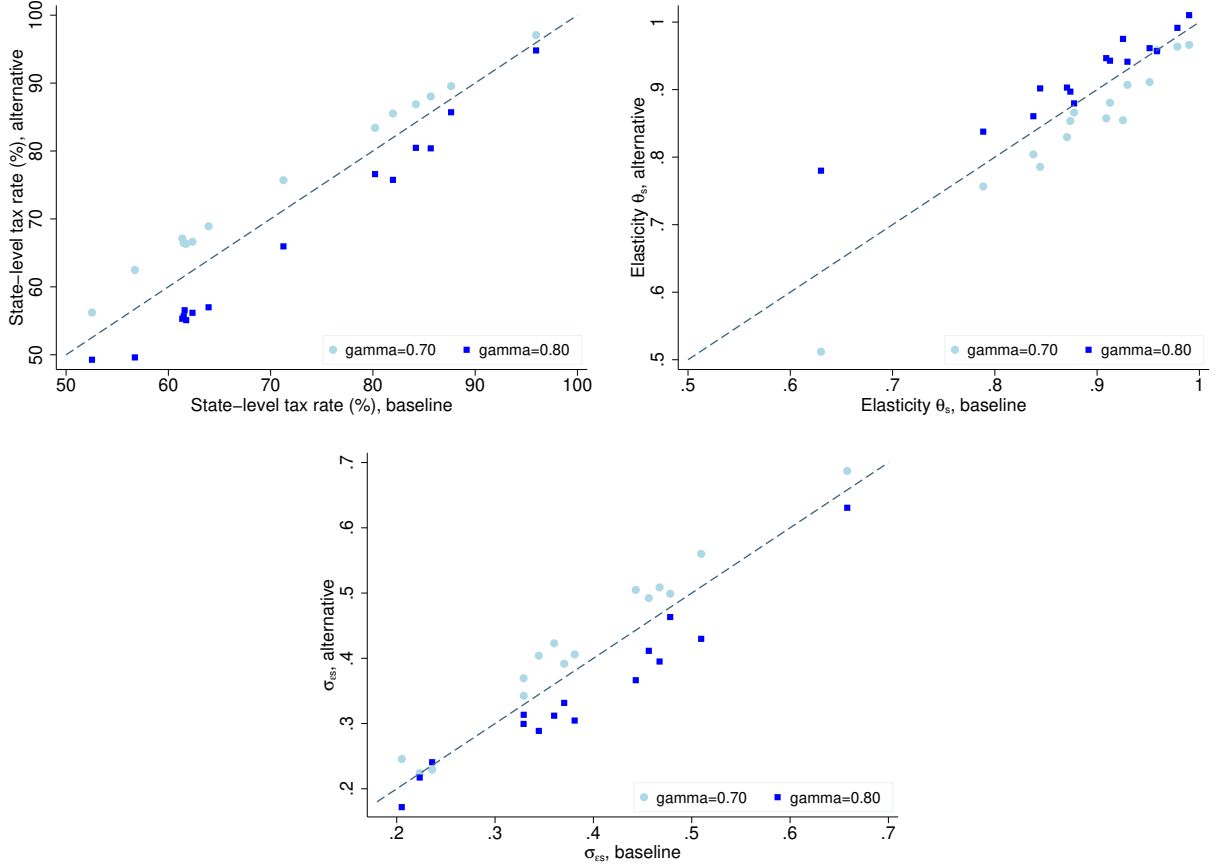 State−level tax rate (%), alternative
100
90
80
70
60
50
gamma=0.70 gamma=0.80
50 60 70 80 90 100
State−level tax rate (%), baseline
Elasticity θs, alternative
1
.9
.8
.7
.6
.5
gamma=0.70 gamma=0.80
.5 .6 .7 .8 .9 1
Elasticity θs, baseline
σεs, alternative
.7
.6
.5
.4
.3
.2
gamma=0.70 gamma=0.80
.2 .3 .4 .5 .6 .7
σεs, baseline